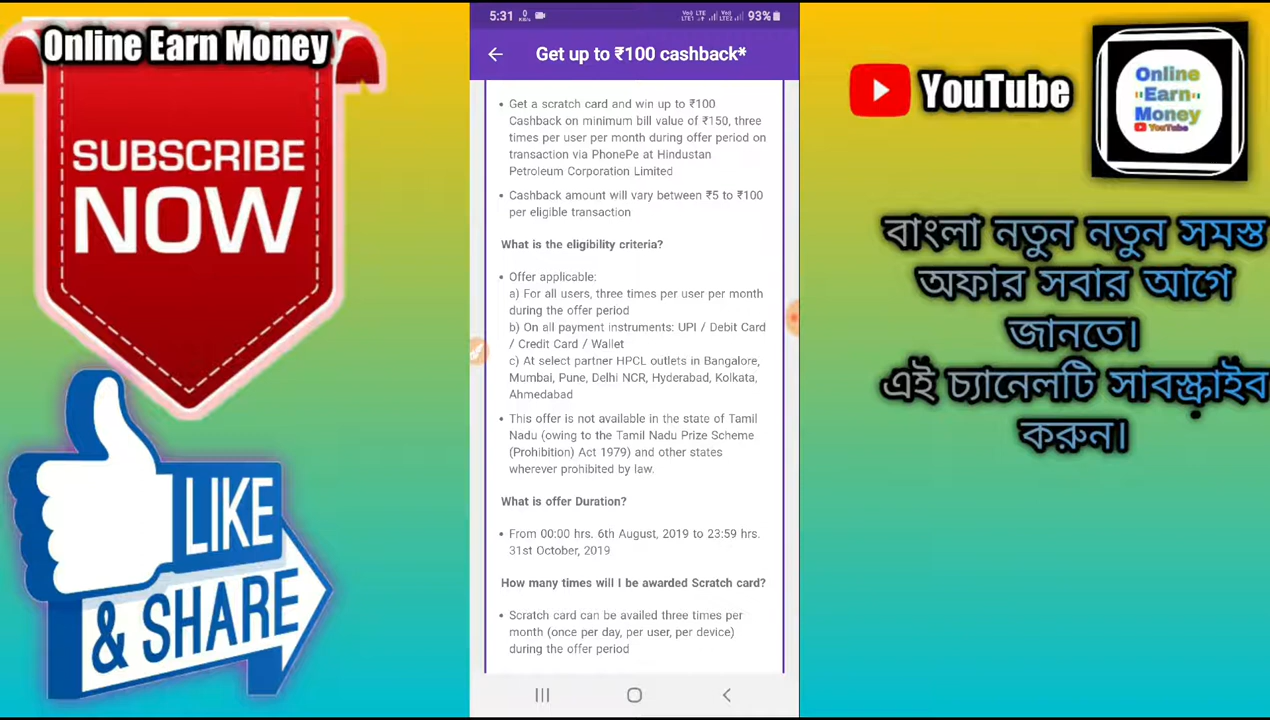 Online Earn Money
SUBSCRIBE
NOW
LIKE
& SHARE
5:31
0
KB/s
Vo) LTE
LTE1
Vo)
LTE2
93%
Get up to ₹100 cashback*
• Get a scratch card and win up to ₹100
Cashback on minimum bill value of ₹150, three
times per user per month during offer period on
transaction via PhonePe at Hindustan
Petroleum Corporation Limited
• Cashback amount will vary between ₹5 to ₹100
per eligible transaction
What is the eligibility criteria?
• Offer applicable:
a) For all users, three times per user per month
during the offer period
b) On all payment instruments: UPI / Debit Card
/ Credit Card / Wallet
c) At select partner HPCL outlets in Bangalore,
Mumbai, Pune, Delhi NCR, Hyderabad, Kolkata,
Ahmedabad
• This offer is not available in the state of Tamil
Nadu (owing to the Tamil Nadu Prize Scheme
(Prohibition) Act 1979) and other states
wherever prohibited by law.
What is offer Duration?
• From 00:00 hrs. 6th August, 2019 to 23:59 hrs.
31st October, 2019
How many times will I be awarded Scratch card?
• Scratch card can be availed three times per
month (once per day, per user, per device)
during the offer period
YouTube
Online
Earn
Money
YouTube
বাংলা নতুন নতুন সমস্ত
অফার সবার আগে
জানতে।
এই চ্যানেলটি সাবস্ক্রাইব
করুন।